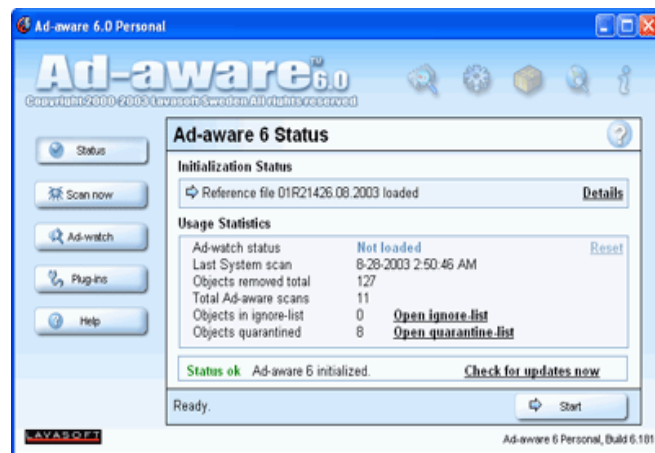 Ad-aware 6.0 Personal
Ad-aware 6.0
Copyright 2000-2003 Lavasoft Sweden All rights reserved
Status
Scan now
Ad-watch
Plug-ins
Help
Ad-aware 6 Status
Initialization Status
Reference file 01R21426.08.2003 loaded Details
Usage Statistics
Ad-watch status Not loaded Reset
Last System scan 8-28-2003 2:50:46 AM
Objects removed total 127
Total Ad-aware scans 11
Objects in ignore-list 0 Open ignore-list
Objects quarantined 8 Open quarantine-list
Status ok Ad-aware 6 initialized. Check for updates now
Ready. Start
LAVASOFT
Ad-aware 6 Personal, Build 6.181